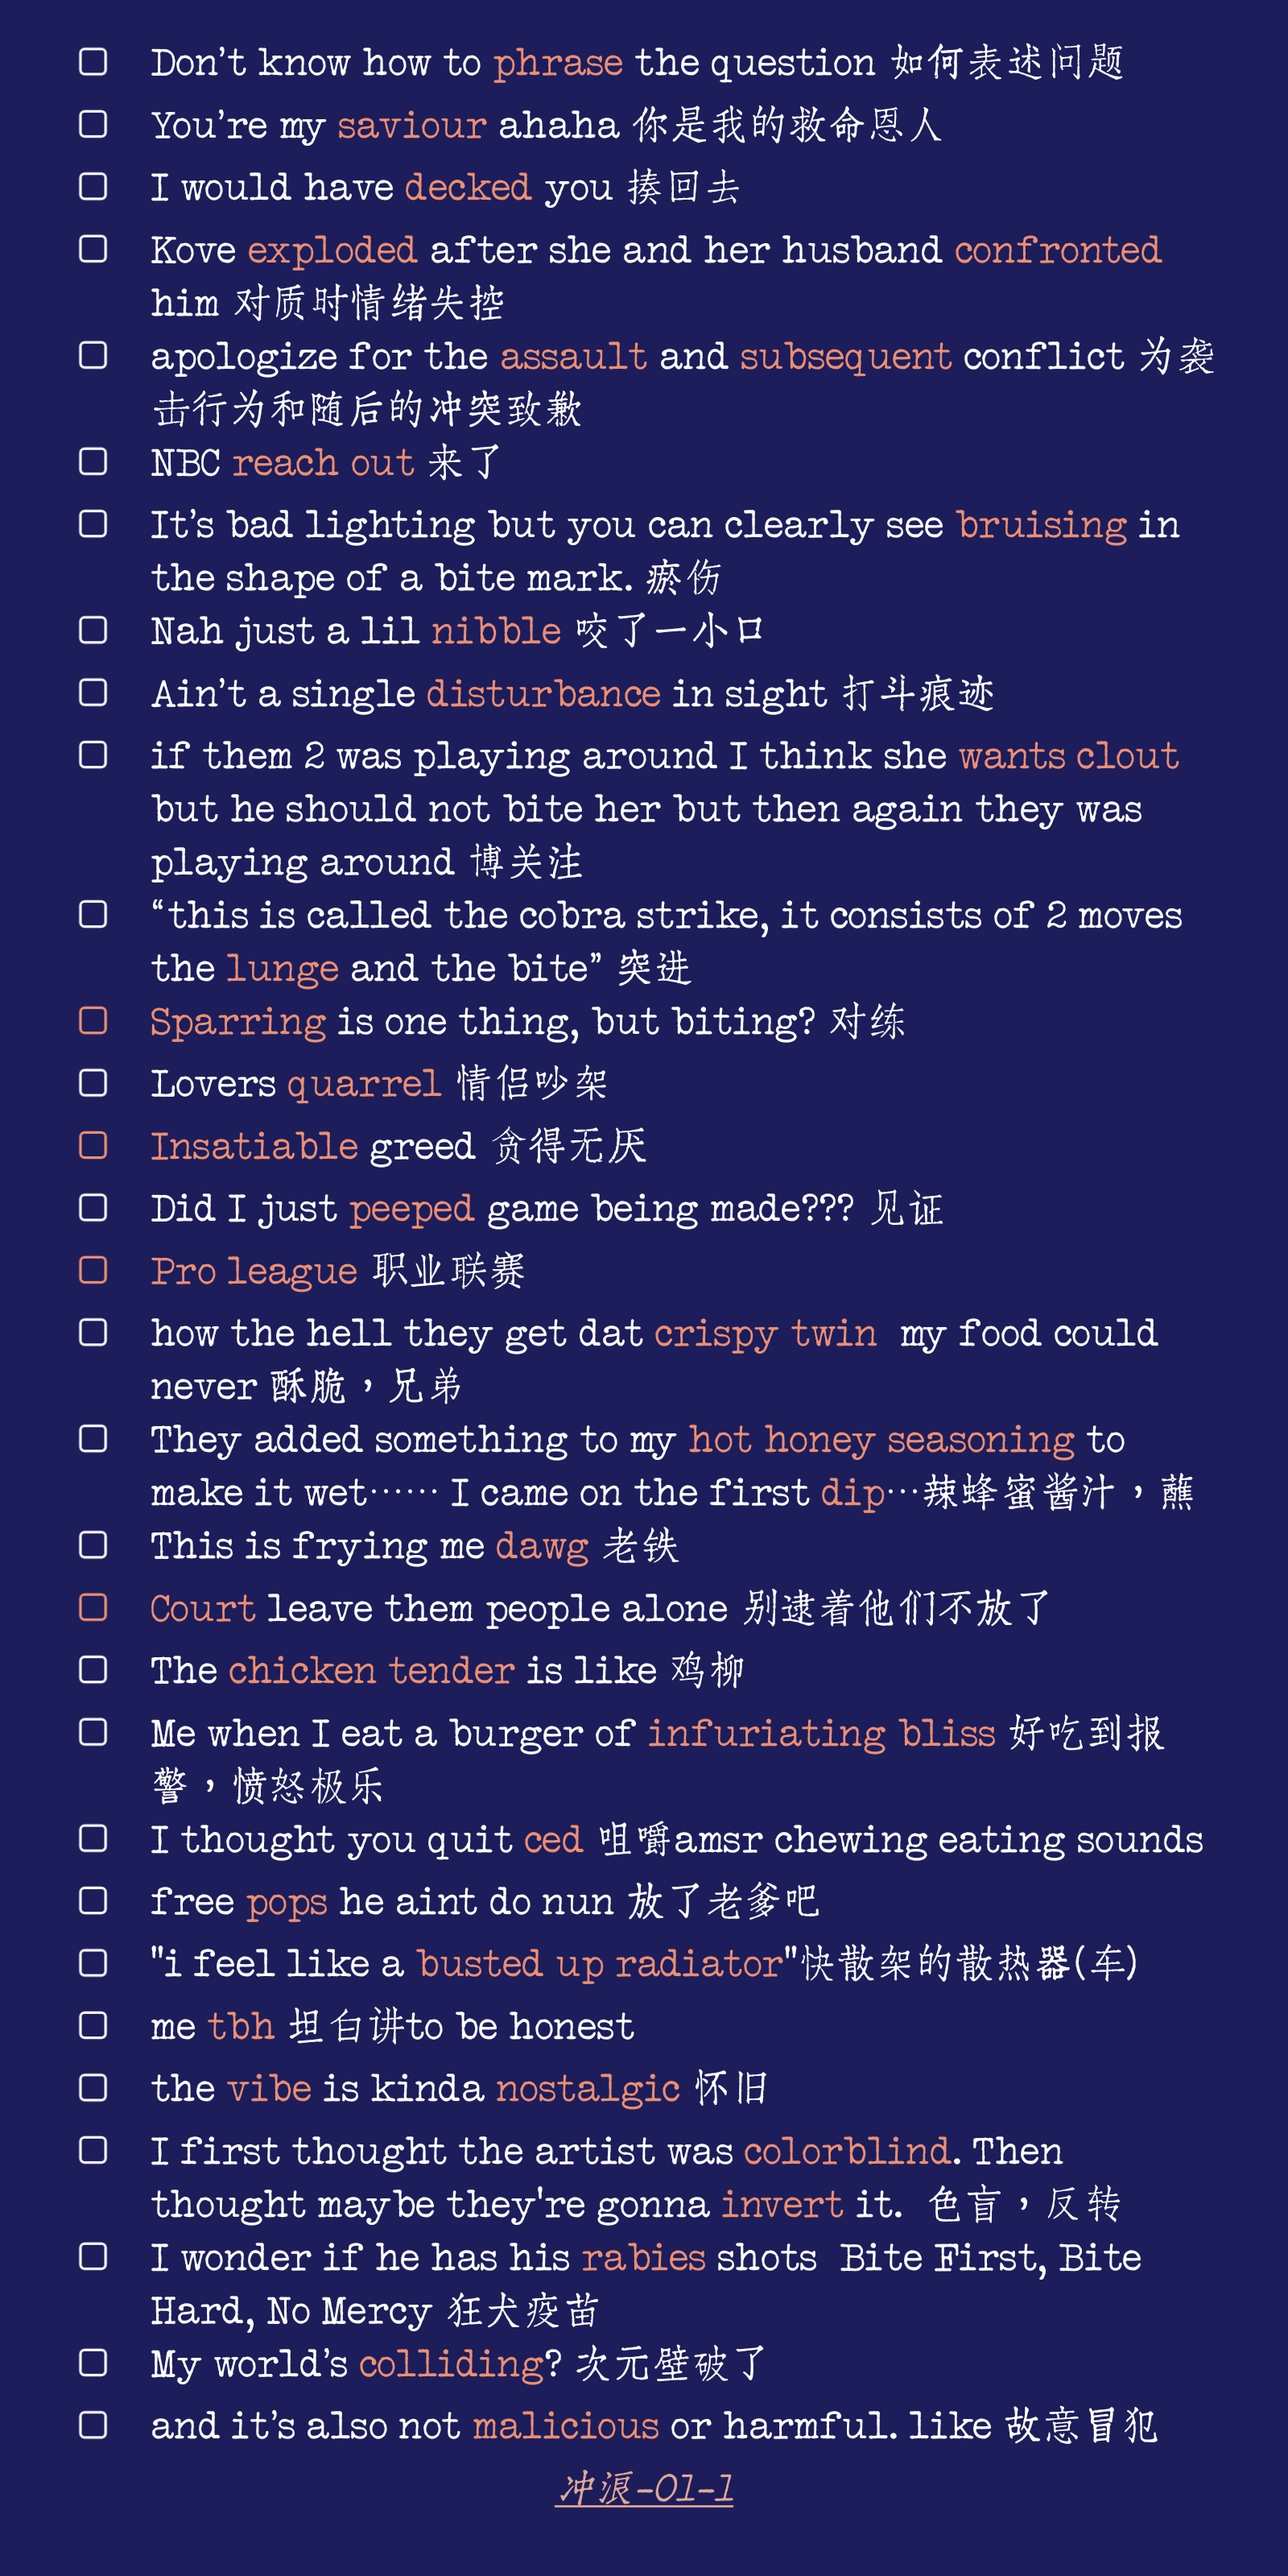 Don't know how to phrase the question 如何表述问题
You're my saviour ahaha 你是我的救命恩人
I would have decked you 揍回去
Kove exploded after she and her husband confronted
him 对质时情绪失控
apologize for the assault and subsequent conflict 为袭
击行为和随后的冲突致歉
NBC reach out 来了
It's bad lighting but you can clearly see bruising in
the shape of a bite mark. 瘀伤
Nah just a lil nibble 咬了一小口
Ain't a single disturbance in sight 打斗痕迹
if them 2 was playing around I think she wants clout
but he should not bite her but then again they was
playing around 博关注
“this is called the cobra strike, it consists of 2 moves
the lunge and the bite” 突进
Sparring is one thing, but biting? 对练
Lovers quarrel 情侣吵架
Insatiable greed 贪得无厌
Did I just peeped game being made??? 见证
Pro league 职业联赛
how the hell they get dat crispy twin my food could
never 酥脆，兄弟
They added something to my hot honey seasoning to
make it wet…… I came on the first dip…辣蜂蜜酱汁，蘸
This is frying me dawg 老铁
Court leave them people alone 别逮着他们不放了
The chicken tender is like 鸡柳
Me when I eat a burger of infuriating bliss 好吃到报
警，愤怒极乐
I thought you quit ced 咀嚼amsr chewing eating sounds
free pops he aint do nun 放了老爹吧
"i feel like a busted up radiator"快散架的散热器(车)
me tbh 坦白讲to be honest
the vibe is kinda nostalgic 怀旧
I first thought the artist was colorblind. Then
thought maybe they're gonna invert it. 色盲，反转
I wonder if he has his rabies shots Bite First, Bite
Hard, No Mercy 狂犬疫苗
My world's colliding? 次元壁破了
and it's also not malicious or harmful. like 故意冒犯
冲浪-01-1